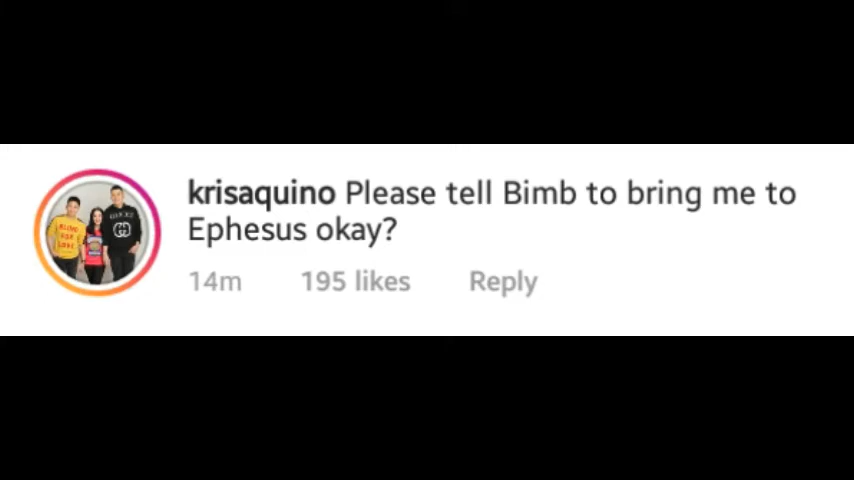 krisaquino Please tell Bimb to bring me to
Ephesus okay?
14m 195 likes Reply